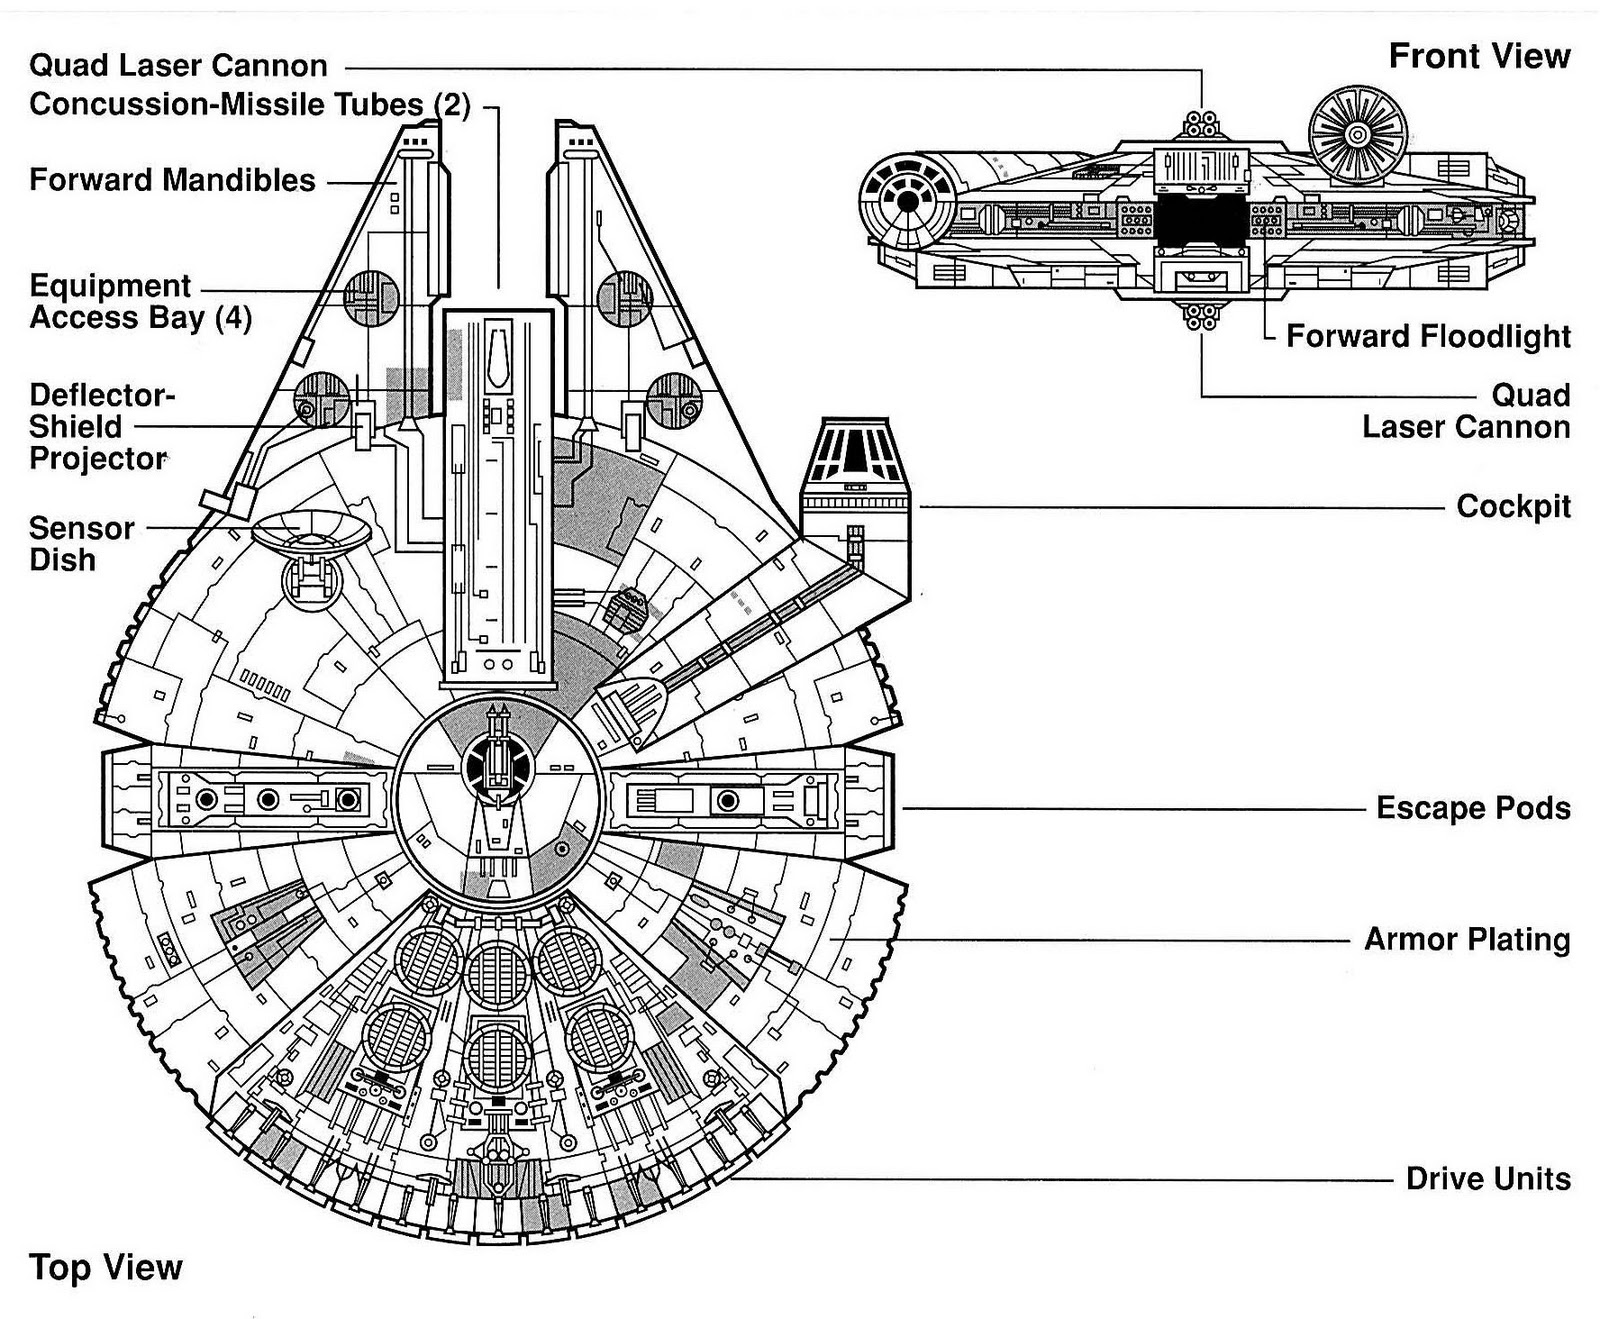 Quad Laser Cannon
Concussion-Missile Tubes (2)
Forward Mandibles
Equipment
Access Bay (4)
Deflector-
Shield
Projector
Sensor
Dish
Top View
Front View
Forward Floodlight
Quad
Laser Cannon
Cockpit
Escape Pods
Armor Plating
Drive Units